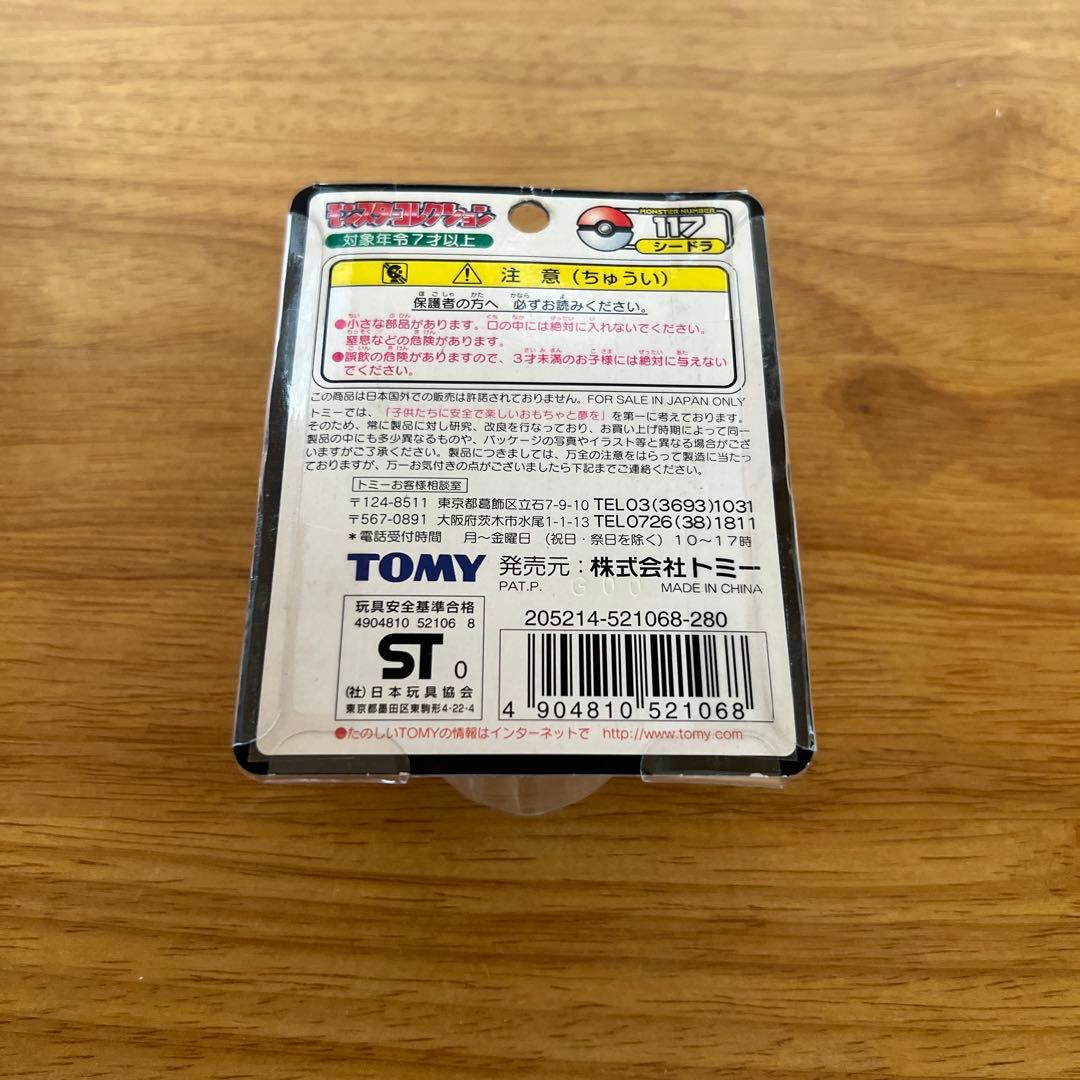 モンスターコレクション
対象年令7才以上
MONSTER NUMBER
117
シードラ
注意(ちゅうい)
保護者の方へ 必ずお読みください。
●小さな部品があります。口の中には絶対に入れないでください。
窒息などの危険があります。
●誤飲の危険がありますので、3才未満のお子様には絶対に与えない
でください。
この商品は日本国外での販売は許諾されておりません。FOR SALE IN JAPAN ONLY
トミーでは、「子供たちに安全で楽しいおもちゃと夢を」を第一に考えております。
そのため、常に製品に対し研究、改良を行なっており、お買い上げ時期によって同一
製品の中にも多少異なるものや、パッケージの写真やイラスト等と異なる場合がござ
いますがご了承ください。製品につきましては、万全の注意をはらって製造に当たっ
ておりますが、万一お気付きの点がございましたら下記までご連絡ください。
トミーお客様相談室
〒124-8511 東京都葛飾区立石7-9-10 TEL03(3693)1031
〒567-0891 大阪府茨木市水尾1-1-13 TEL0726(38)1811
*電話受付時間 月〜金曜日 (祝日・祭日を除く) 10〜17時
TOMY 発売元:株式会社トミー
PAT.P. MADE IN CHINA
玩具安全基準合格
4904810 52106 8
ST 0
(社)日本玩具協会
東京都墨田区東駒形4-22-4
205214-521068-280
4 904810 521068
●たのしいTOMYの情報はインターネットで http://www.tomy.com